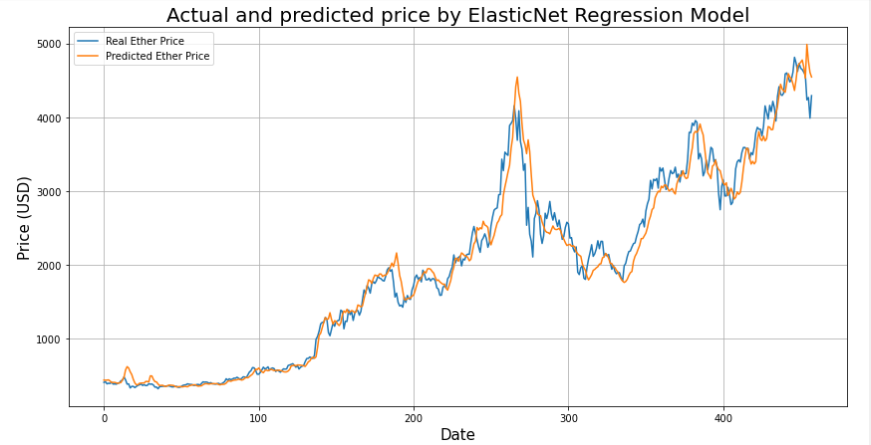 Actual and predicted price by ElasticNet Regression Model
Real Ether Price
Predicted Ether Price
Price (USD)
5000
4000
3000
2000
1000
0 100 200 300 400
Date